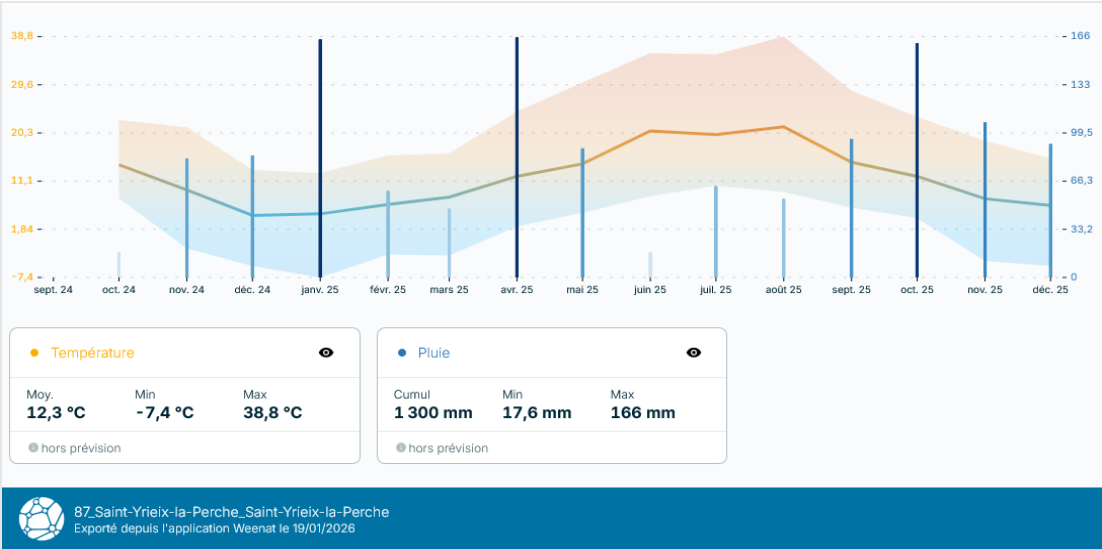 38,8
166
29,6
133
20,3
99,5
11,1
66,3
1,84
33,2
-7,4
0
sept. 24 oct. 24 nov. 24 déc. 24 janv. 25 févr. 25 mars 25 avr. 25 mai 25 juin 25 juil. 25 août 25 sept. 25 oct. 25 nov. 25 déc. 25
Température
Moy. Min Max
12,3 °C -7,4 °C 38,8 °C
hors prévision
Pluie
Cumul Min Max
1 300 mm 17,6 mm 166 mm
hors prévision
87_Saint-Yrieix-la-Perche_Saint-Yrieix-la-Perche
Exporté depuis l'application Weenat le 19/01/2026